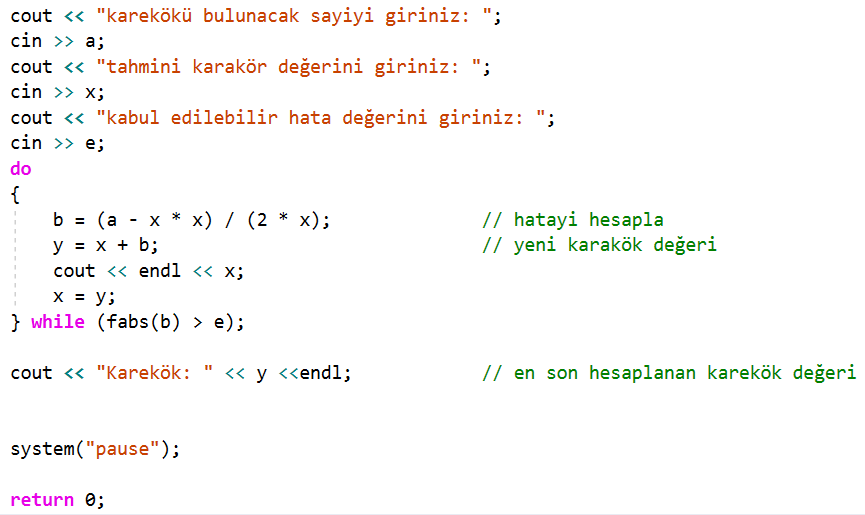 cout << "karekökü bulunacak sayiyi giriniz: ";
cin >> a;
cout << "tahmini karakör değerini giriniz: ";
cin >> x;
cout << "kabul edilebilir hata değerini giriniz: ";
cin >> e;
do
{
b = (a - x * x) / (2 * x); // hatayi hesapla
y = x + b; // yeni karakök değeri
cout << endl << x;
x = y;
} while (fabs(b) > e);
cout << "Karekök: " << y <<endl; // en son hesaplanan karekök değeri
system("pause");
return 0;